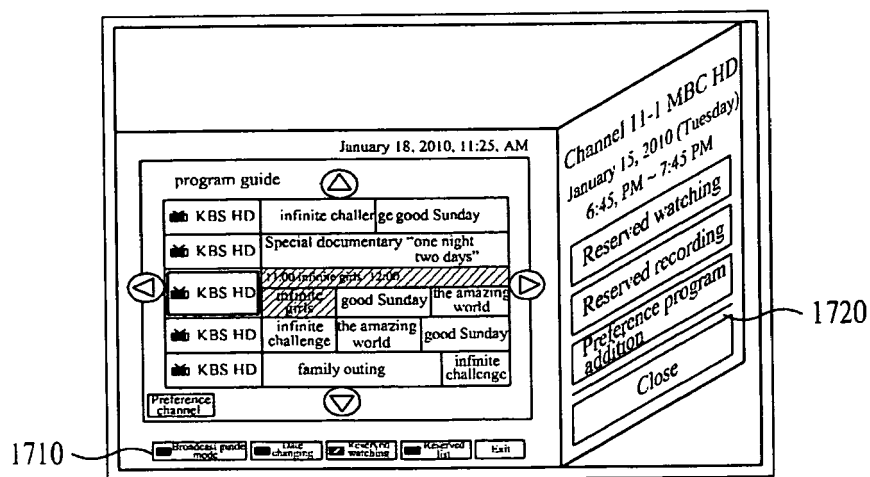 January 18, 2010, 11:25, AM
program guide
KBS HD
infinite challenge good Sunday
KBS HD
Special documentary "one night
two days"
11:00 infinite girls 12:00
KBS HD
infinite
girls
good Sunday
the amazing
world
KBS HD
infinite
challenge
the amazing
world
good Sunday
KBS HD
family outing
infinite
challenge
Preference
channel
Broadcast guide
mode
Date
changing
Reserved
watching
Reserved
list
Exit
Channel 11-1 MBC HD
January 15, 2010 (Tuesday)
6:45, PM ~ 7:45 PM
Reserved watching
Reserved recording
Preference program
addition
Close
1710
1720